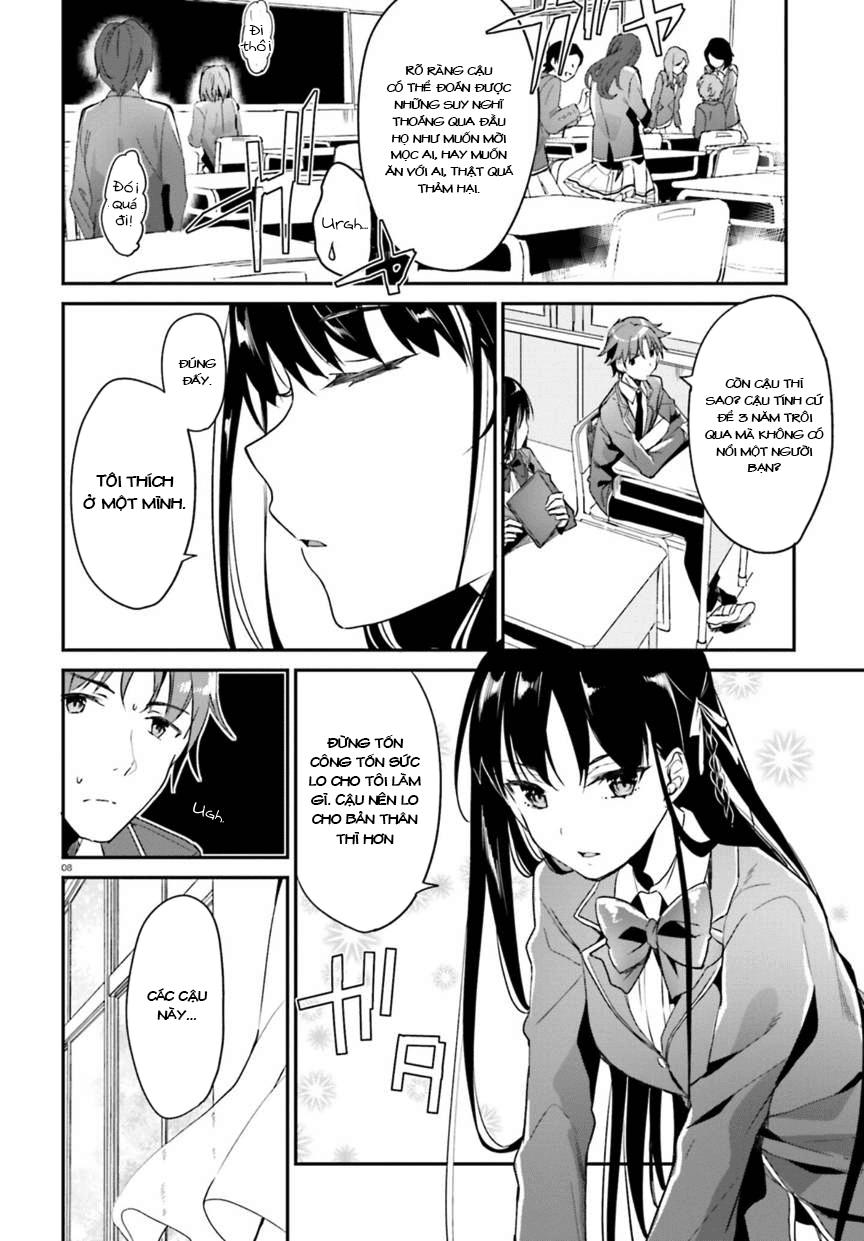 RÕ RÀNG CẬU
CÓ THỂ ĐOÁN ĐƯỢC
NHỮNG SUY NGHĨ
THOÁNG QUA ĐẦU
HỌ NHƯ MUỐN MỜI
MỌC AI, HAY MUỐN
ĂN VỚI AI, THẬT QUÁ
THẢM HẠI.
Đi
thôi
Đói
quá
đi!
Urgh...
CÒN CẬU THÌ
SAO? CẬU TÍNH CỨ
ĐỂ 3 NĂM TRÔI
QUA MÀ KHÔNG CÓ
NỔI MỘT NGƯỜI
BẠN?
ĐÚNG
ĐẤY.
TÔI THÍCH
Ở MỘT MÌNH.
ĐỪNG TỐN
CÔNG TỐN SỨC
LO CHO TÔI LÀM
GÌ. CẬU NÊN LO
CHO BẢN THÂN
THÌ HƠN
ガタ
Ugh.
08
CÁC CẬU
NÀY...